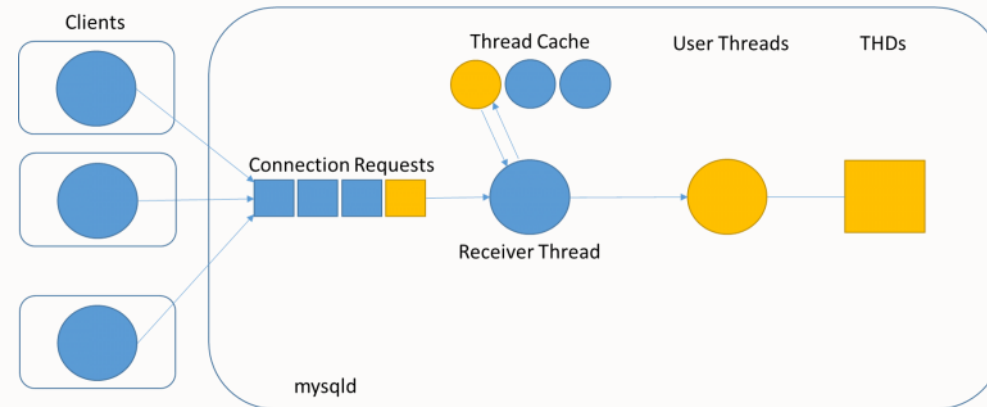 Clients
Thread Cache
User Threads
THDs
Connection Requests
Receiver Thread
mysqld